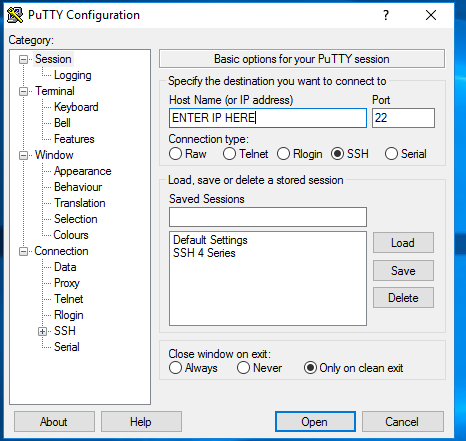 PuTTY Configuration
?
Category:
Session
Logging
Terminal
Keyboard
Bell
Features
Window
Appearance
Behaviour
Translation
Selection
Colours
Connection
Data
Proxy
Telnet
Rlogin
SSH
Serial
Basic options for your PuTTY session
Specify the destination you want to connect to
Host Name (or IP address) Port
ENTER IP HERE 22
Connection type:
Raw Telnet Rlogin SSH Serial
Load, save or delete a stored session
Saved Sessions
Default Settings
SSH 4 Series
Load
Save
Delete
Close window on exit:
Always Never Only on clean exit
About Help Open Cancel